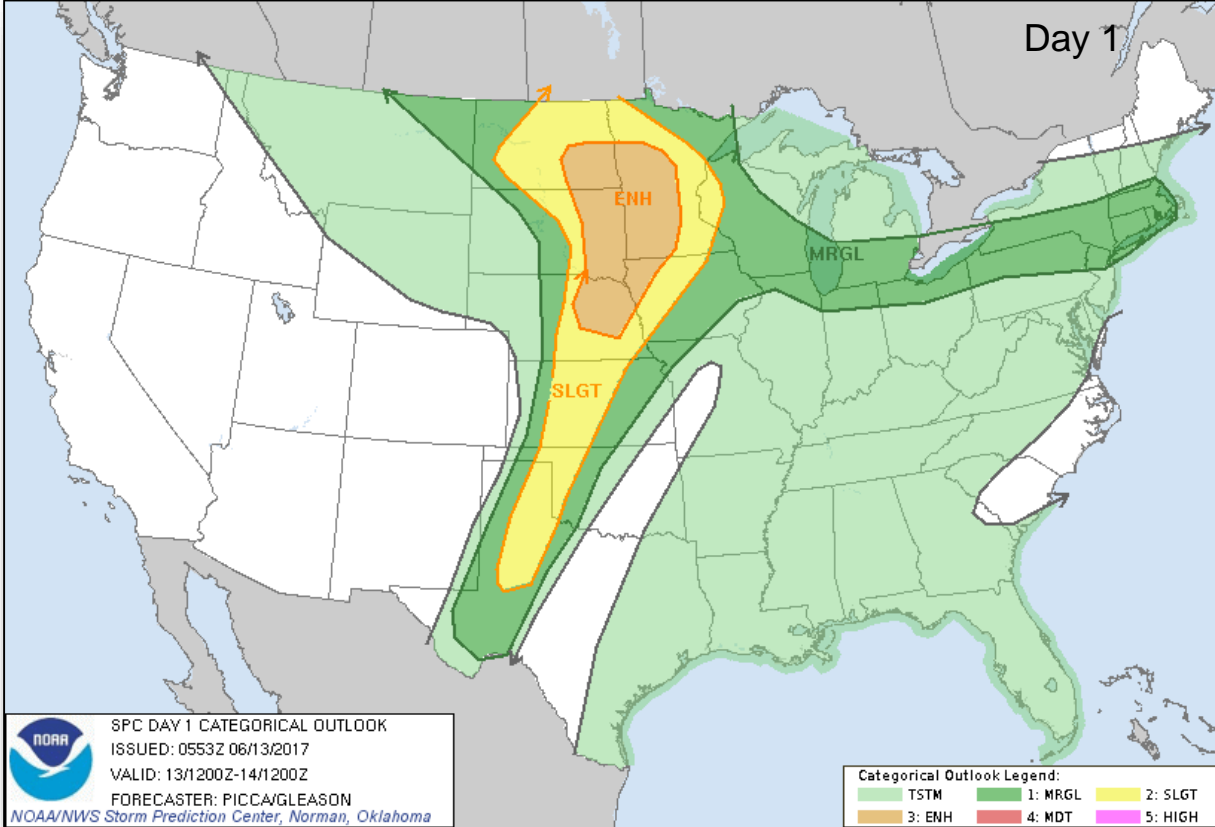 Day 1
ENH
MRGL
SLGT
NOAA
SPC DAY 1 CATEGORICAL OUTLOOK
ISSUED: 0553Z 06/13/2017
VALID: 13/1200Z-14/1200Z
FORECASTER: PICCA/GLEASON
NOAA/NWS Storm Prediction Center, Norman, Oklahoma
Categorical Outlook Legend:
TSTM 1: MRGL 2: SLGT
3: ENH 4: MDT 5: HIGH